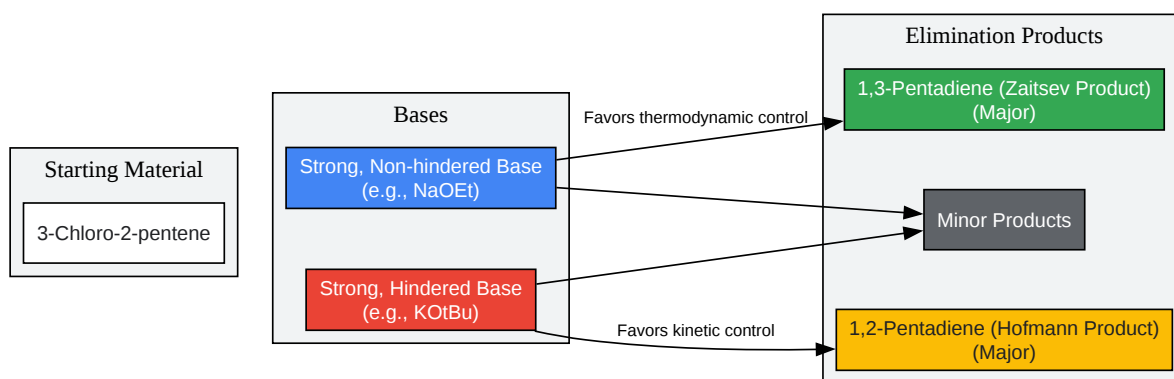 Starting Material
3-Chloro-2-pentene
Bases
Strong, Non-hindered Base
(e.g., NaOEt)
Strong, Hindered Base
(e.g., KOtBu)
Favors thermodynamic control
Favors kinetic control
Elimination Products
1,3-Pentadiene (Zaitsev Product)
(Major)
Minor Products
1,2-Pentadiene (Hofmann Product)
(Major)